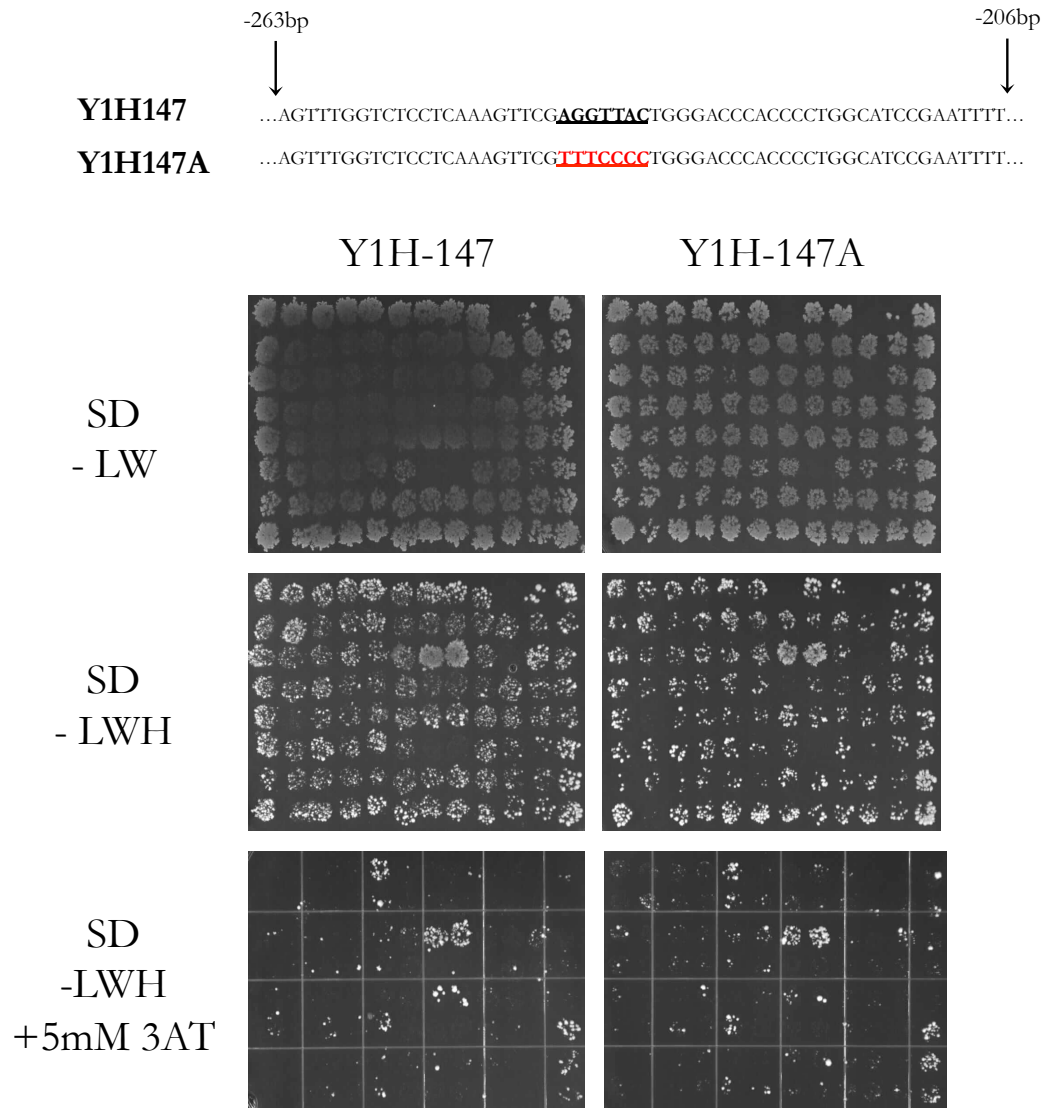 -263bp -206bp
Y1H147 ...AGTTTGGTCTCCTCAAAGTTCGAGGTTACTGGGACCCACCCCTGGCATCCGAATTTT...
Y1H147A ...AGTTTGGTCTCCTCAAAGTTCGTTTCCCCTGGGACCCACCCCTGGCATCCGAATTTT...
Y1H-147 Y1H-147A
SD
- LW
SD
- LWH
SD
-LWH
+5mM 3AT